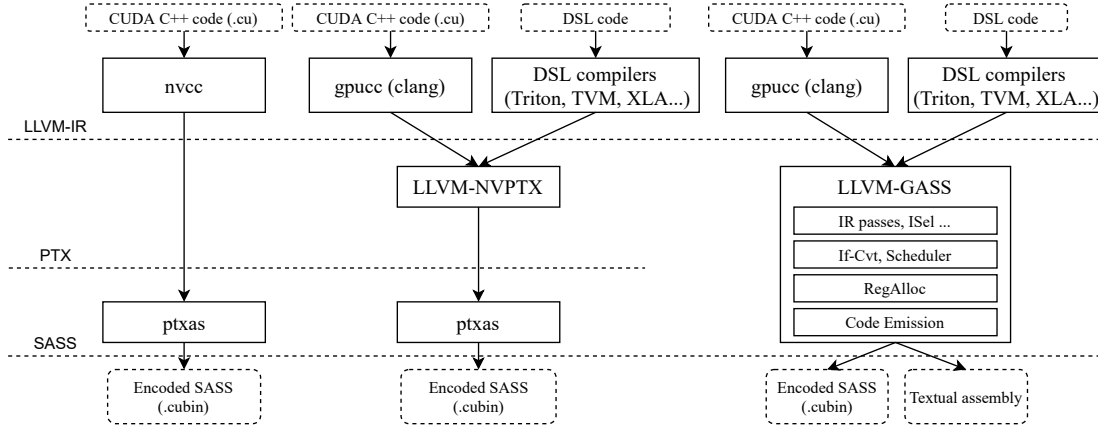 CUDA C++ code (.cu)
CUDA C++ code (.cu)
DSL code
CUDA C++ code (.cu)
DSL code
nvcc
gpucc (clang)
DSL compilers
(Triton, TVM, XLA...)
gpucc (clang)
DSL compilers
(Triton, TVM, XLA...)
LLVM-IR
LLVM-NVPTX
LLVM-GASS
IR passes, ISel ...
If-Cvt, Scheduler
RegAlloc
Code Emission
PTX
ptxas
ptxas
SASS
Encoded SASS
(.cubin)
Encoded SASS
(.cubin)
Encoded SASS
(.cubin)
Textual assembly